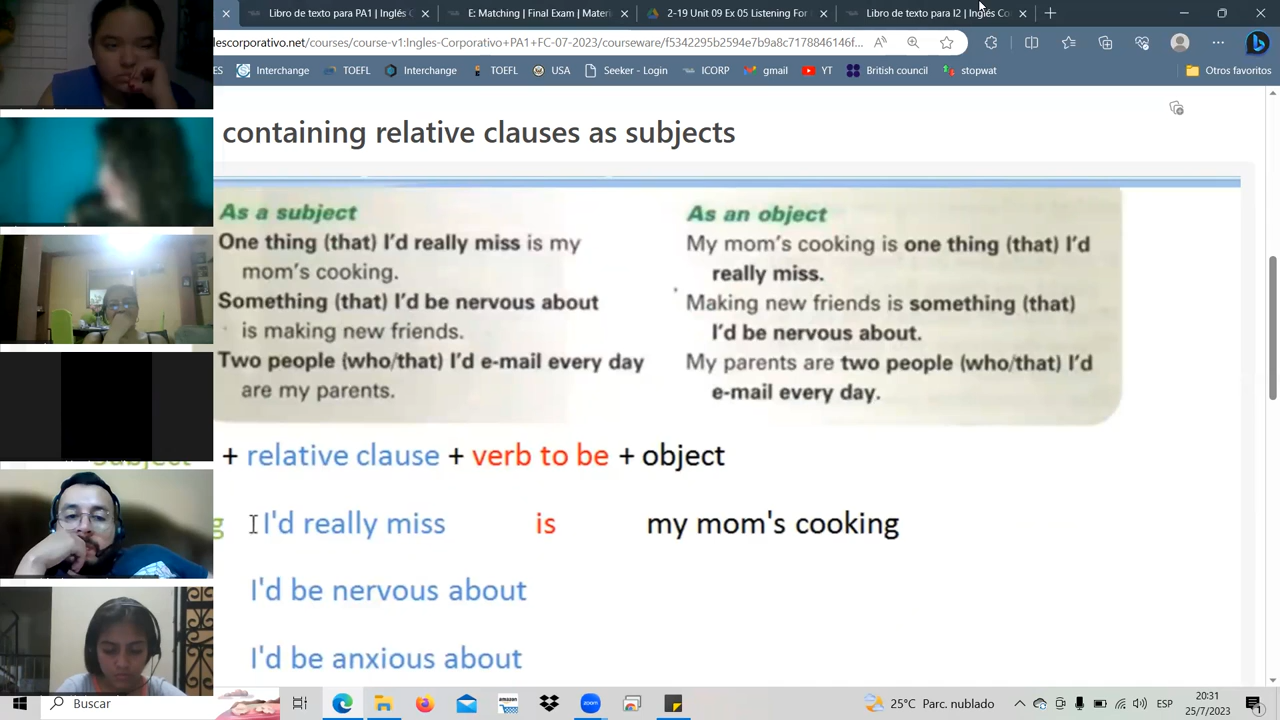 Libro de texto para PA1 | Inglés C
E: Matching | Final Exam | Materi
2-19 Unit 09 Ex 05 Listening For
Libro de texto para I2 | Inglés Co
lescorporativo.net/courses/course-v1:Ingles-Corporativo+PA1+FC-07-2023/courseware/f5342295b2594e7b9a8c7178846146f...
ES Interchange TOEFL Interchange TOEFL USA Seeker - Login ICORP gmail YT British council stopwat Otros favoritos
containing relative clauses as subjects
As a subject
One thing (that) I'd really miss is my
mom's cooking.
Something (that) I'd be nervous about
is making new friends.
Two people (who/that) I'd e-mail every day
are my parents.
As an object
My mom's cooking is one thing (that) I'd
really miss.
Making new friends is something (that)
I'd be nervous about.
My parents are two people (who/that) I'd
e-mail every day.
Subject + relative clause + verb to be + object
g I'd really miss is my mom's cooking
I'd be nervous about
I'd be anxious about
Buscar
amazon
zoom
25°C Parc. nublado
ESP
20:31
25/7/2023
1